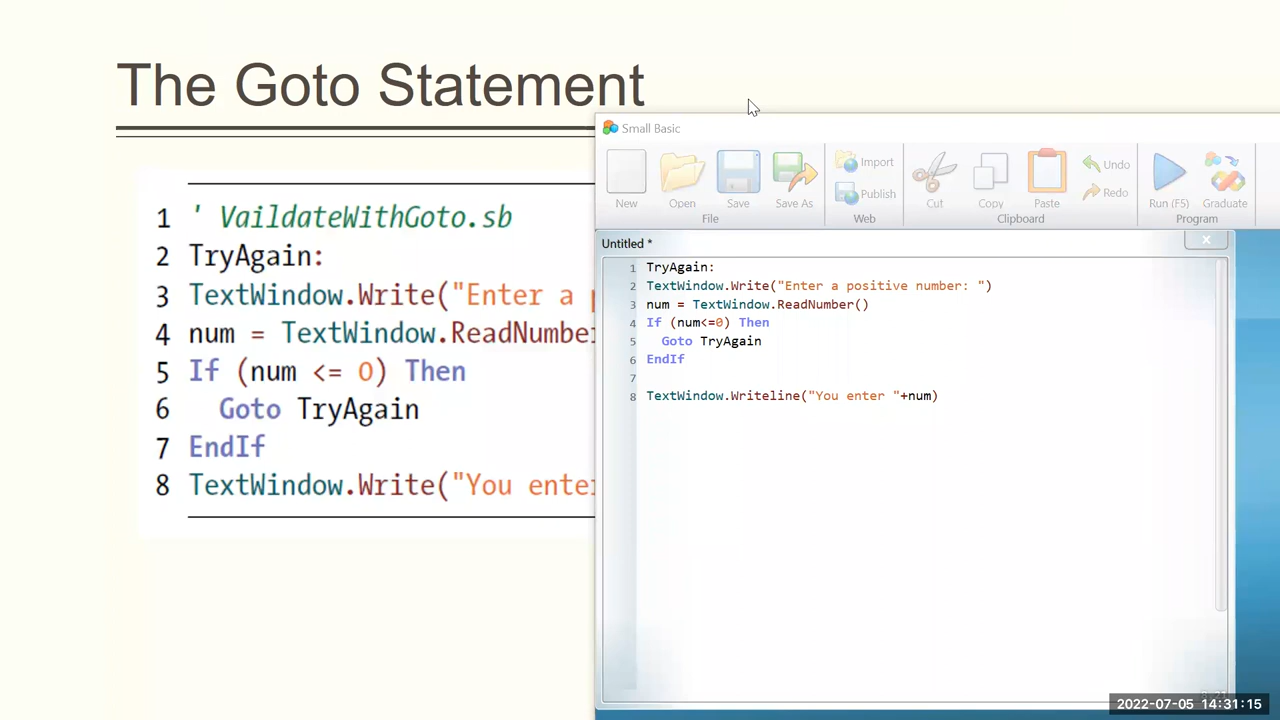 The Goto Statement
1 ' VaildateWithGoto.sb
2 TryAgain:
3 TextWindow.Write("Enter a
4 num = TextWindow.ReadNumber
5 If (num <= 0) Then
6 Goto TryAgain
7 EndIf
8 TextWindow.Write("You enter
Small Basic
New Open Save Save As Import Publish Cut Copy Paste Undo Redo Run (F5) Graduate
File Web Clipboard Program
Untitled *
1 TryAgain:
2 TextWindow.Write("Enter a positive number: ")
3 num = TextWindow.ReadNumber()
4 If (num<=0) Then
5 Goto TryAgain
6 EndIf
7
8 TextWindow.Writeline("You enter "+num)
2022-07-05 14:31:15